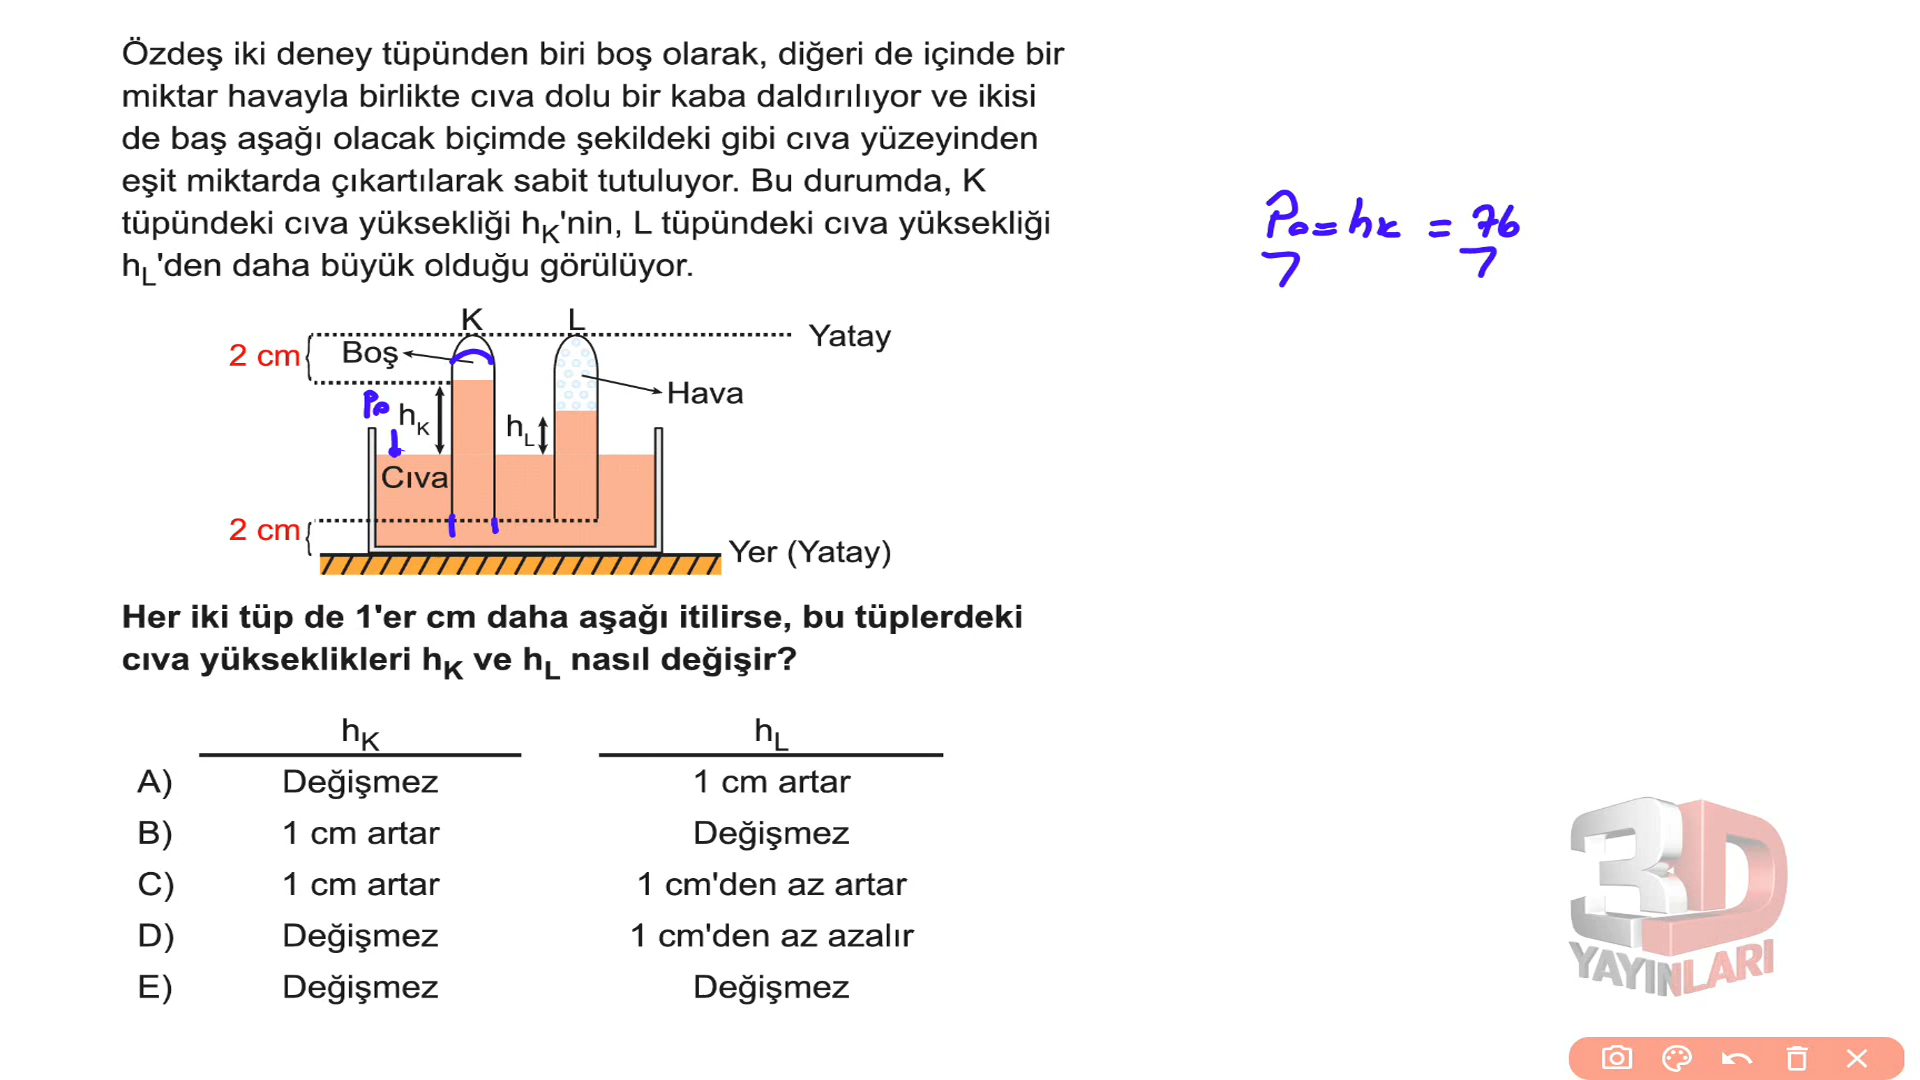 Özdeş iki deney tüpünden biri boş olarak, diğeri de içinde bir
miktar havayla birlikte cıva dolu bir kaba daldırılıyor ve ikisi
de baş aşağı olacak biçimde şekildeki gibi cıva yüzeyinden
eşit miktarda çıkartılarak sabit tutuluyor. Bu durumda, K
tüpündeki cıva yüksekliği hK'nin, L tüpündeki cıva yüksekliği
hL'den daha büyük olduğu görülüyor.
P0 = hK = 76
7 7
K L
Yatay
2 cm
Boş
Hava
P0
hK
hL
Cıva
2 cm
Yer (Yatay)
Her iki tüp de 1'er cm daha aşağı itilirse, bu tüplerdeki
cıva yükseklikleri hK ve hL nasıl değişir?
hK hL
A) Değişmez 1 cm artar
B) 1 cm artar Değişmez
C) 1 cm artar 1 cm'den az artar
D) Değişmez 1 cm'den az azalır
E) Değişmez Değişmez
3D
YAYINLARI